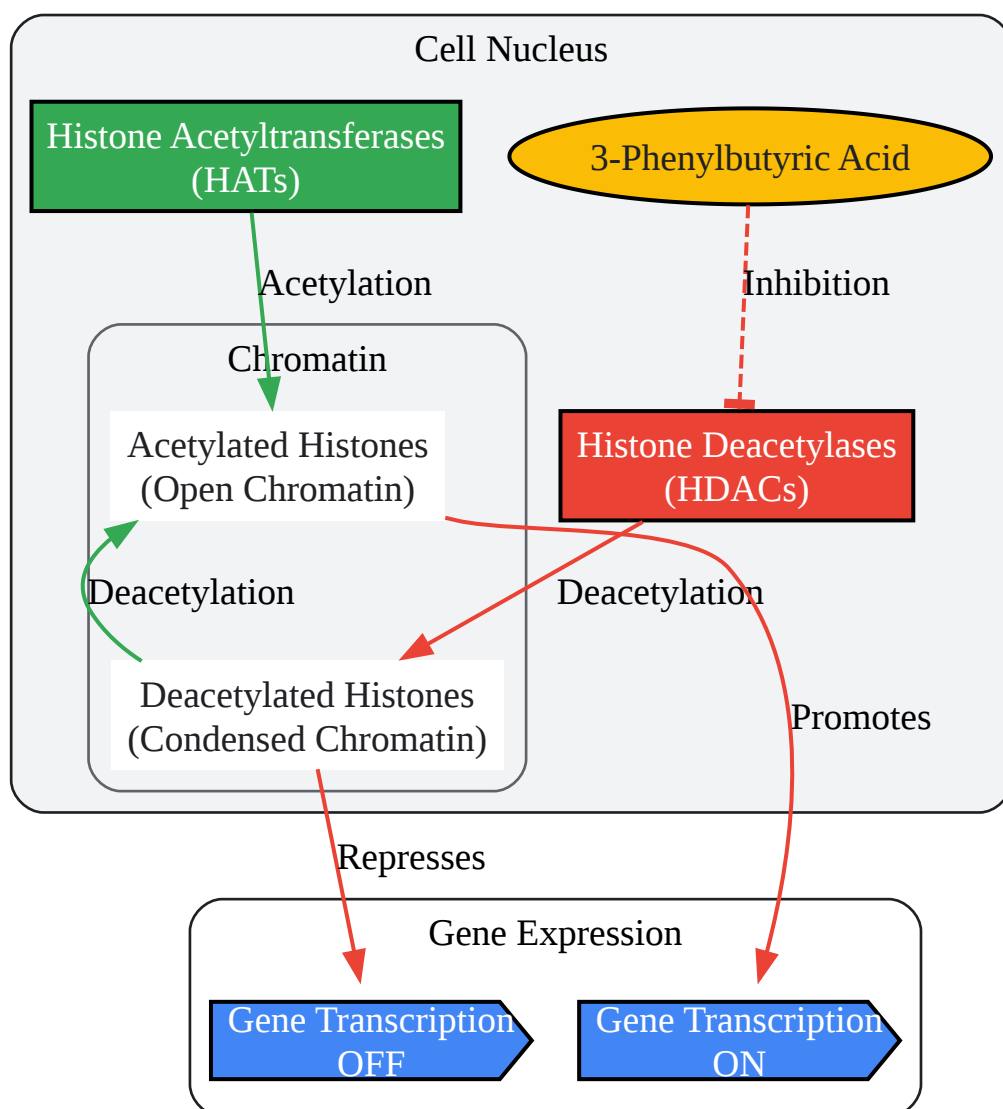 Cell Nucleus
Histone Acetyltransferases
(HATs)
3-Phenylbutyric Acid
Acetylation
Inhibition
Chromatin
Acetylated Histones
(Open Chromatin)
Histone Deacetylases
(HDACs)
Deacetylation
Deacetylation
Deacetylated Histones
(Condensed Chromatin)
Promotes
Represses
Gene Expression
Gene Transcription
OFF
Gene Transcription
ON